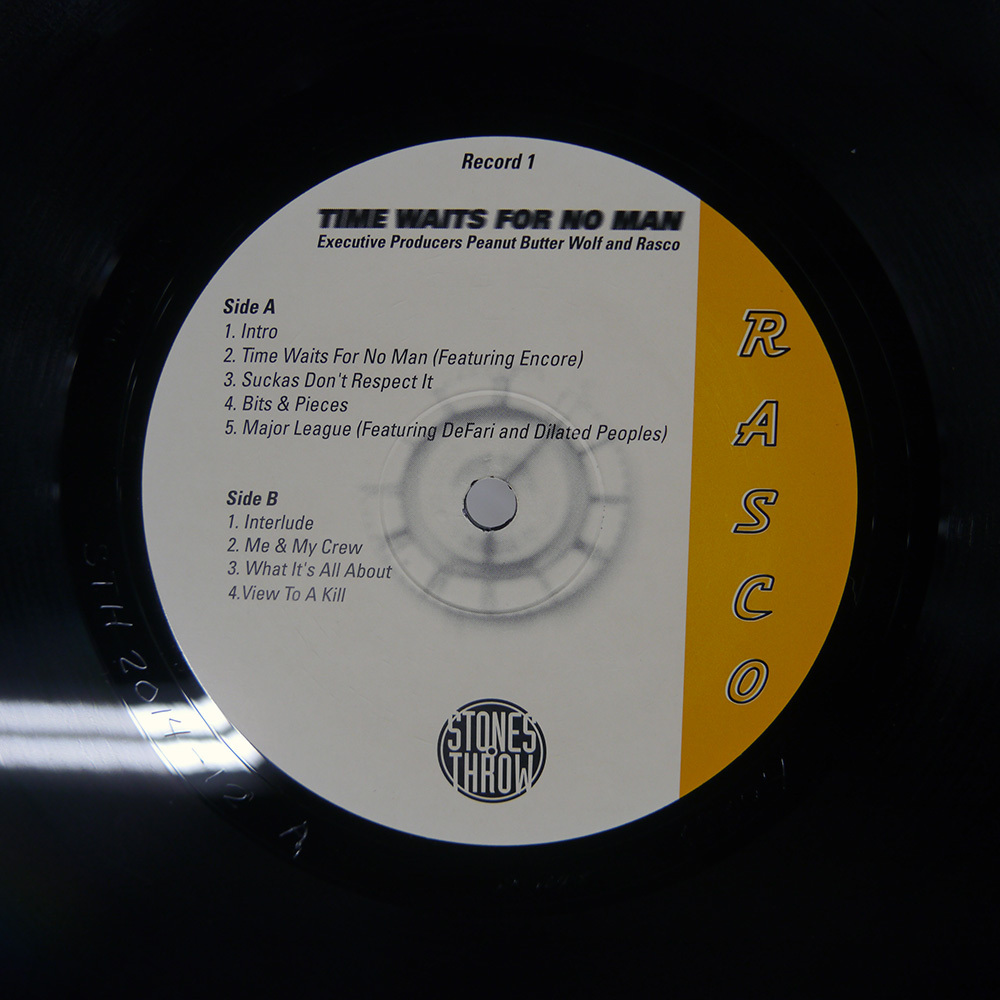 Record 1
TIME WAITS FOR NO MAN
Executive Producers Peanut Butter Wolf and Rasco
Side A
1. Intro
2. Time Waits For No Man (Featuring Encore)
3. Suckas Don't Respect It
4. Bits & Pieces
5. Major League (Featuring DeFari and Dilated Peoples)
Side B
1. Interlude
2. Me & My Crew
3. What It's All About
4.View To A Kill
RASCO
STONES
THROW
STH 2014
A